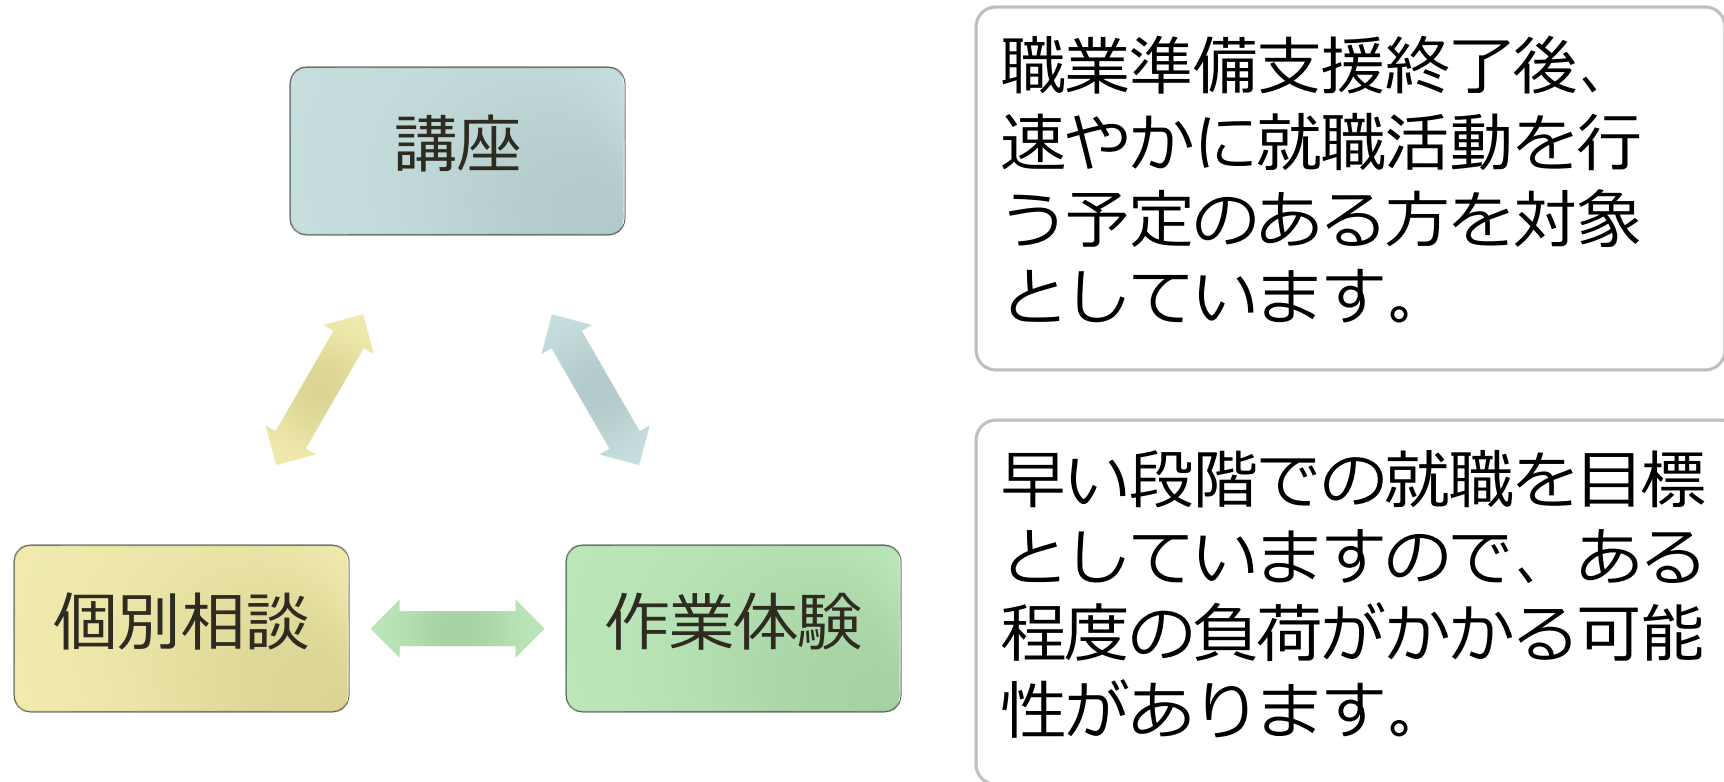 講座
個別相談
作業体験
職業準備支援終了後、
速やかに就職活動を行
う予定のある方を対象
としています。
早い段階での就職を目標
としていますので、ある
程度の負荷がかかる可能
性があります。